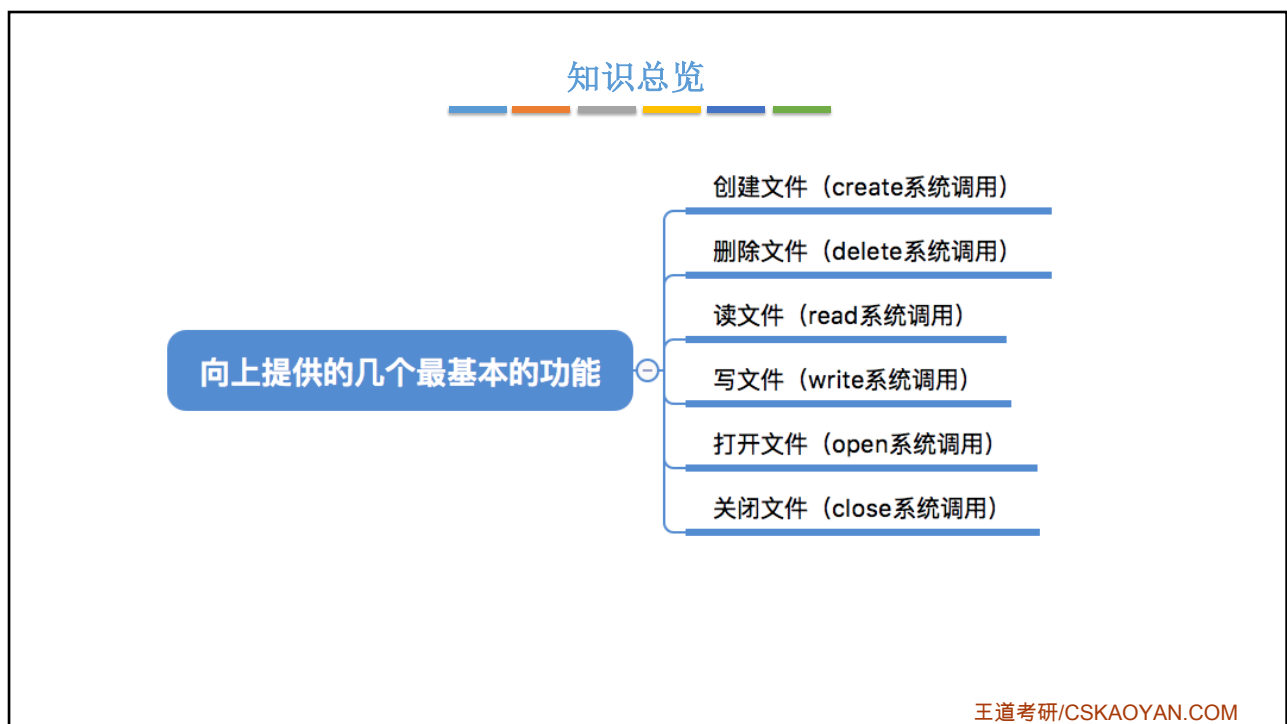 知识总览
创建文件（create系统调用）
删除文件（delete系统调用）
读文件（read系统调用）
向上提供的几个最基本的功能
写文件（write系统调用）
打开文件（open系统调用）
关闭文件（close系统调用）
王道考研/CSKAOYAN.COM